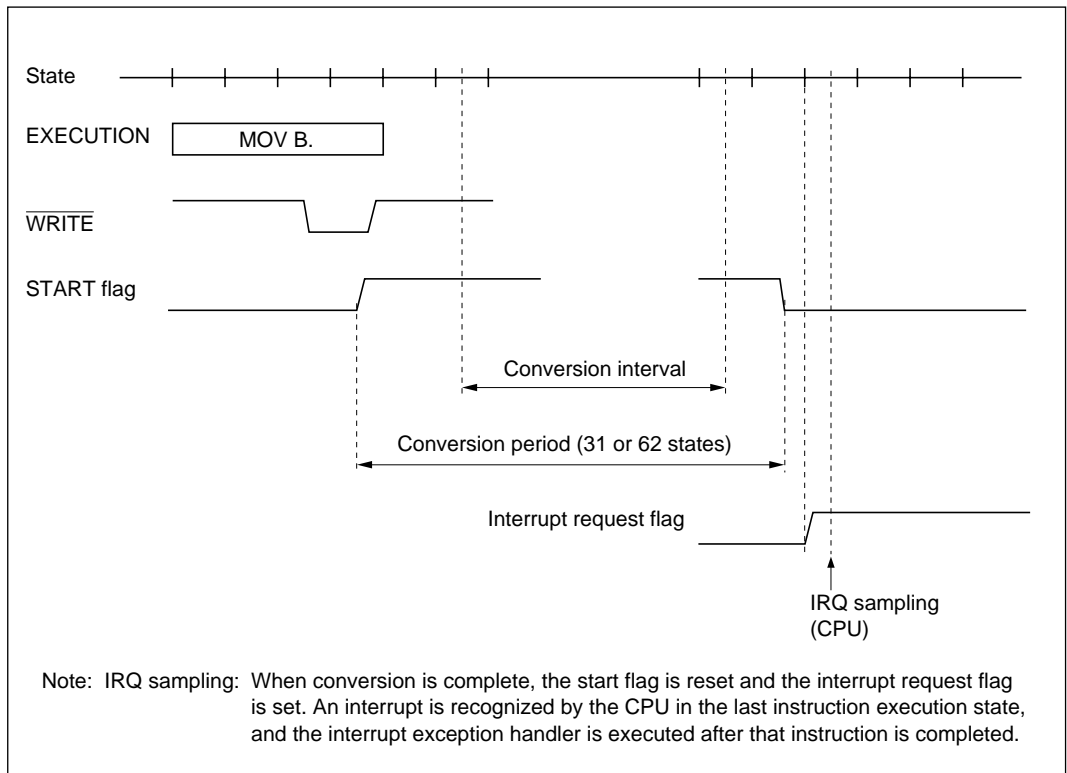 State
EXECUTION
MOV B.
WRITE
START flag
Conversion interval
Conversion period (31 or 62 states)
Interrupt request flag
IRQ sampling
(CPU)
Note: IRQ sampling: When conversion is complete, the start flag is reset and the interrupt request flag
is set. An interrupt is recognized by the CPU in the last instruction execution state,
and the interrupt exception handler is executed after that instruction is completed.